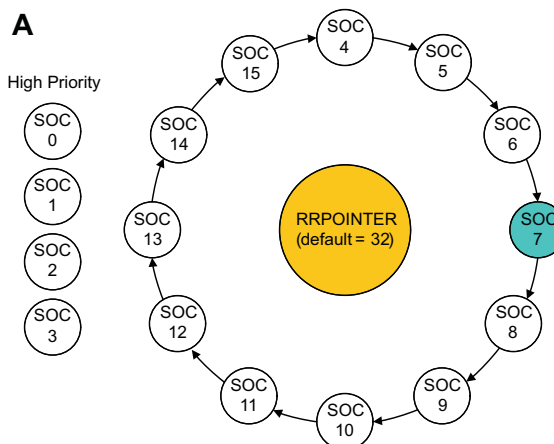 A
High Priority
SOC
0
SOC
1
SOC
2
SOC
3
SOC
4
SOC
5
SOC
6
SOC
7
SOC
8
SOC
9
SOC
10
SOC
11
SOC
12
SOC
13
SOC
14
SOC
15
RRPOINTER
(default = 32)